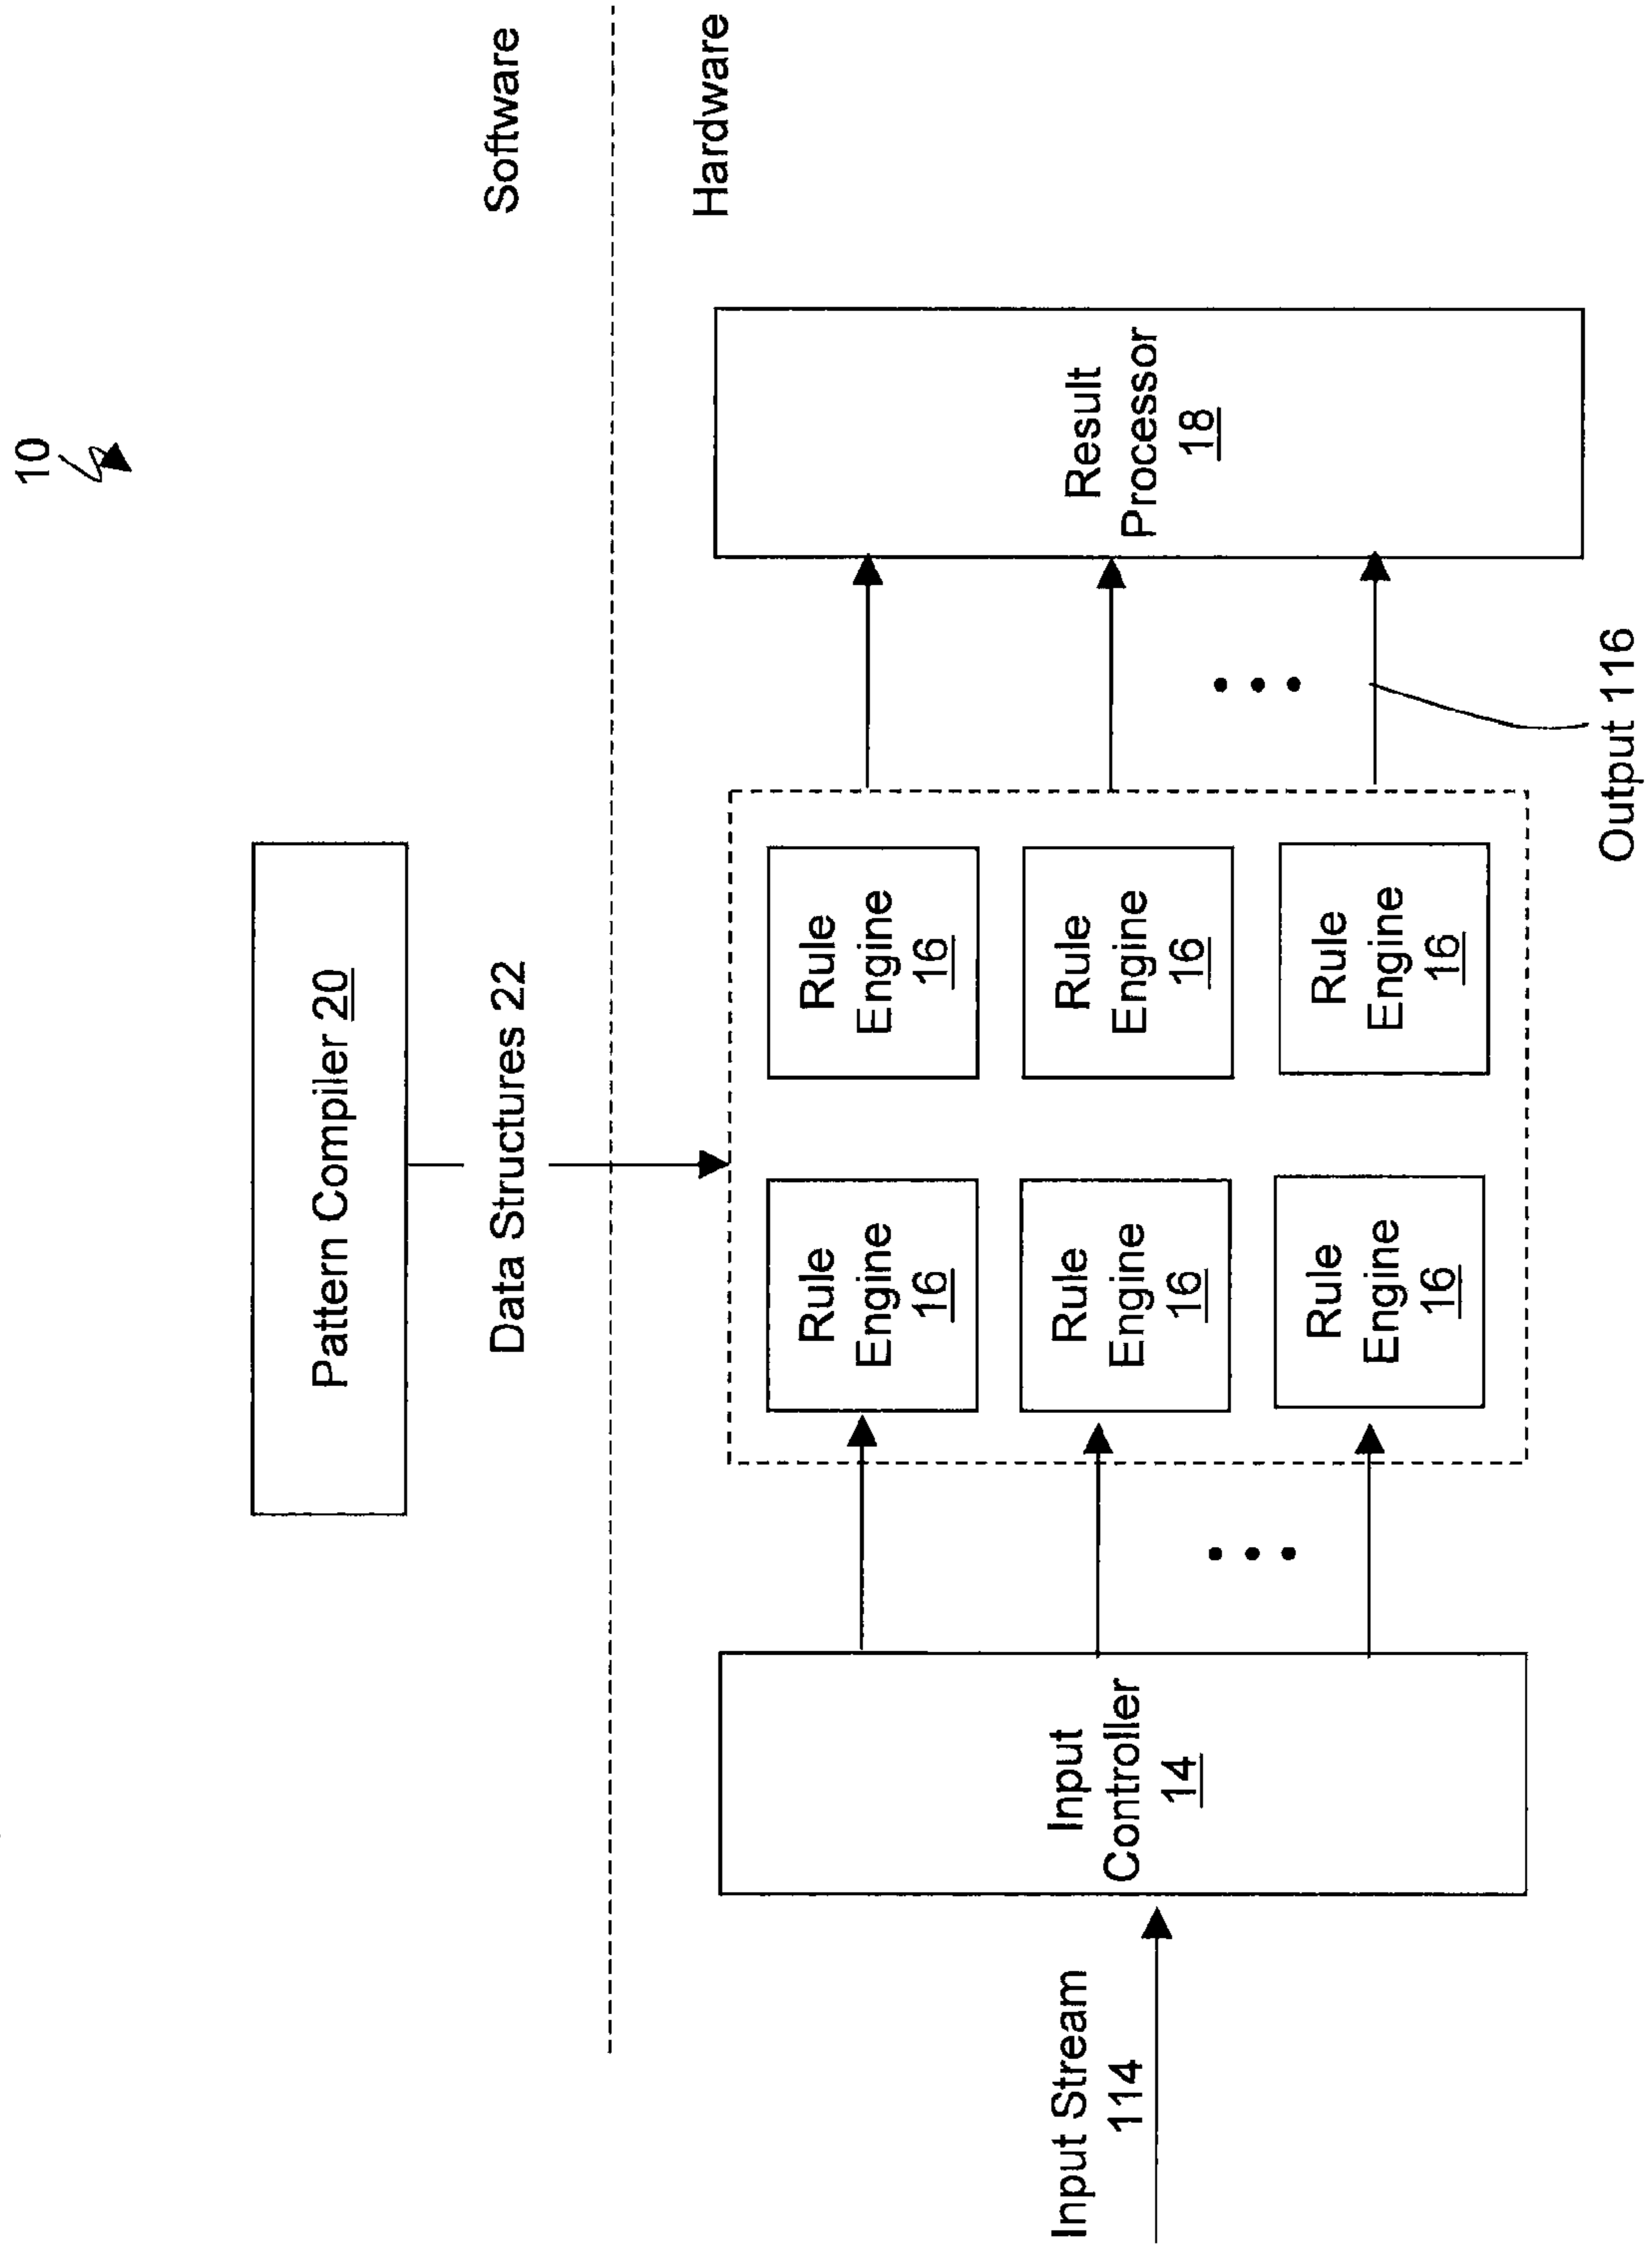 10
Pattern Compiler 20
Data Structures 22
Software
Hardware
Input Stream
114
Input
Controller
14
Rule
Engine
16
Rule
Engine
16
Rule
Engine
16
Rule
Engine
16
Rule
Engine
16
Rule
Engine
16
Result
Processor
18
Output 116